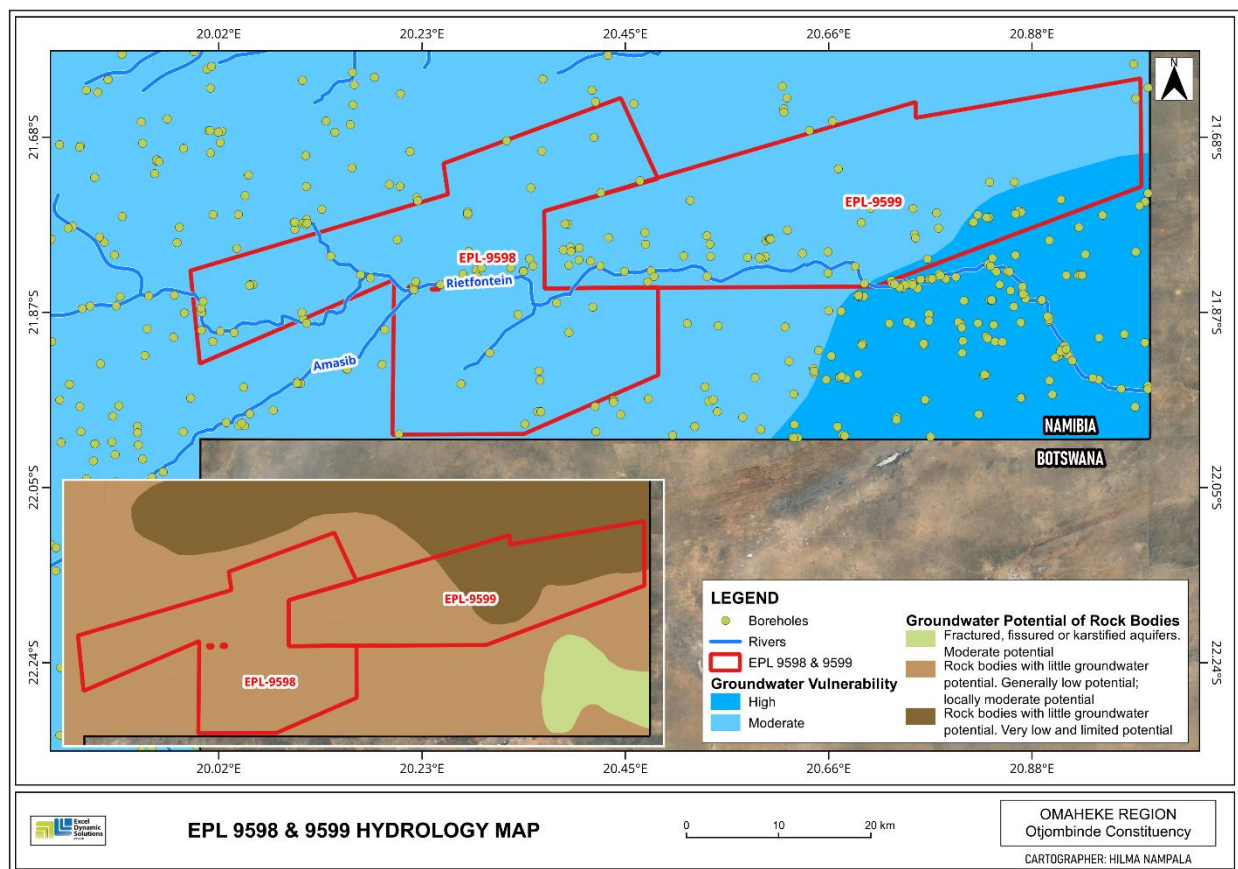 20.02°E 20.23°E 20.45°E 20.66°E 20.88°E
N
21.68°S 21.68°S
EPL-9599
EPL-9598
Rietfontein
21.87°S 21.87°S
Amasib
NAMIBIA
BOTSWANA
22.05°S 22.05°S
EPL-9599
EPL-9598
22.24°S 22.24°S
LEGEND
Boreholes
Rivers
EPL 9598 & 9599
Groundwater Vulnerability
High
Moderate
Groundwater Potential of Rock Bodies
Fractured, fissured or karstified aquifers.
Moderate potential
Rock bodies with little groundwater
potential. Generally low potential;
locally moderate potential
Rock bodies with little groundwater
potential. Very low and limited potential
20.02°E 20.23°E 20.45°E 20.66°E 20.88°E
Excel
Dynamic
Solutions
EPL 9598 & 9599 HYDROLOGY MAP
0 10 20 km
OMAHEKE REGION
Otjombinde Constituency
CARTOGRAPHER: HILMA NAMPALA